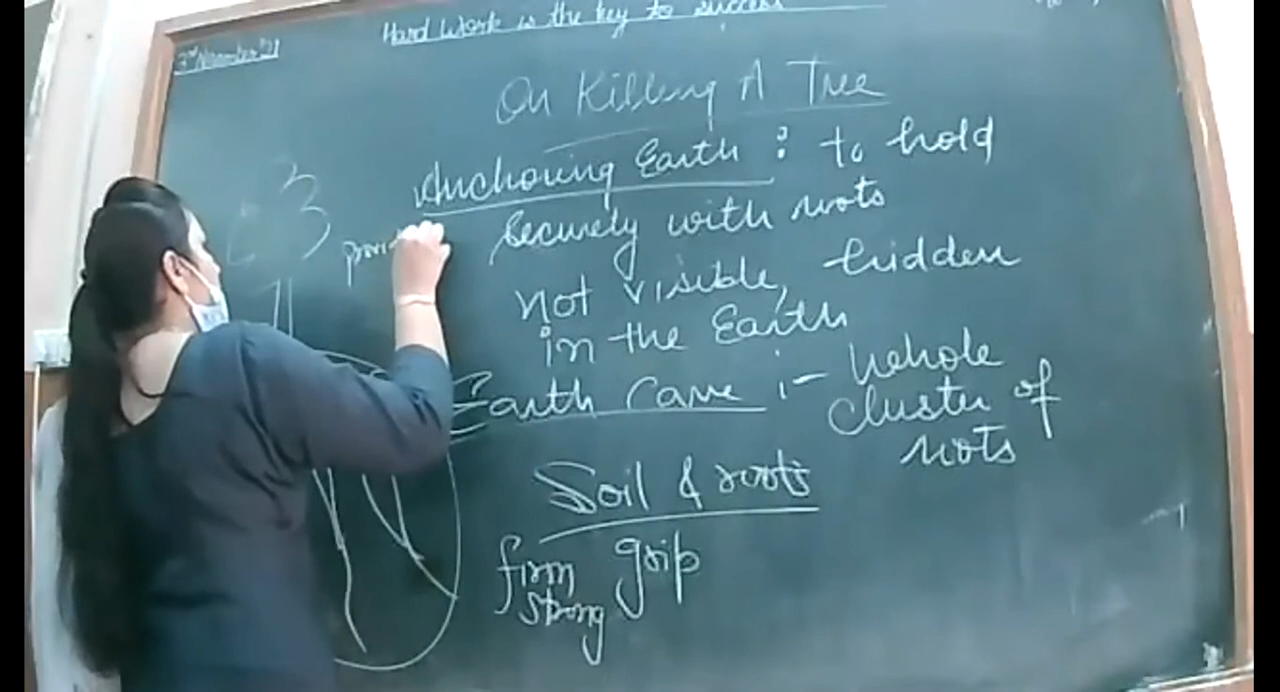 Hard Work is the key to success
On Killing A Tree
Anchoring Earth : to hold
securely with roots
not visible, hidden
in the Earth
Earth Cave :- whole
cluster of
roots
Soil & roots
firm grip
strong